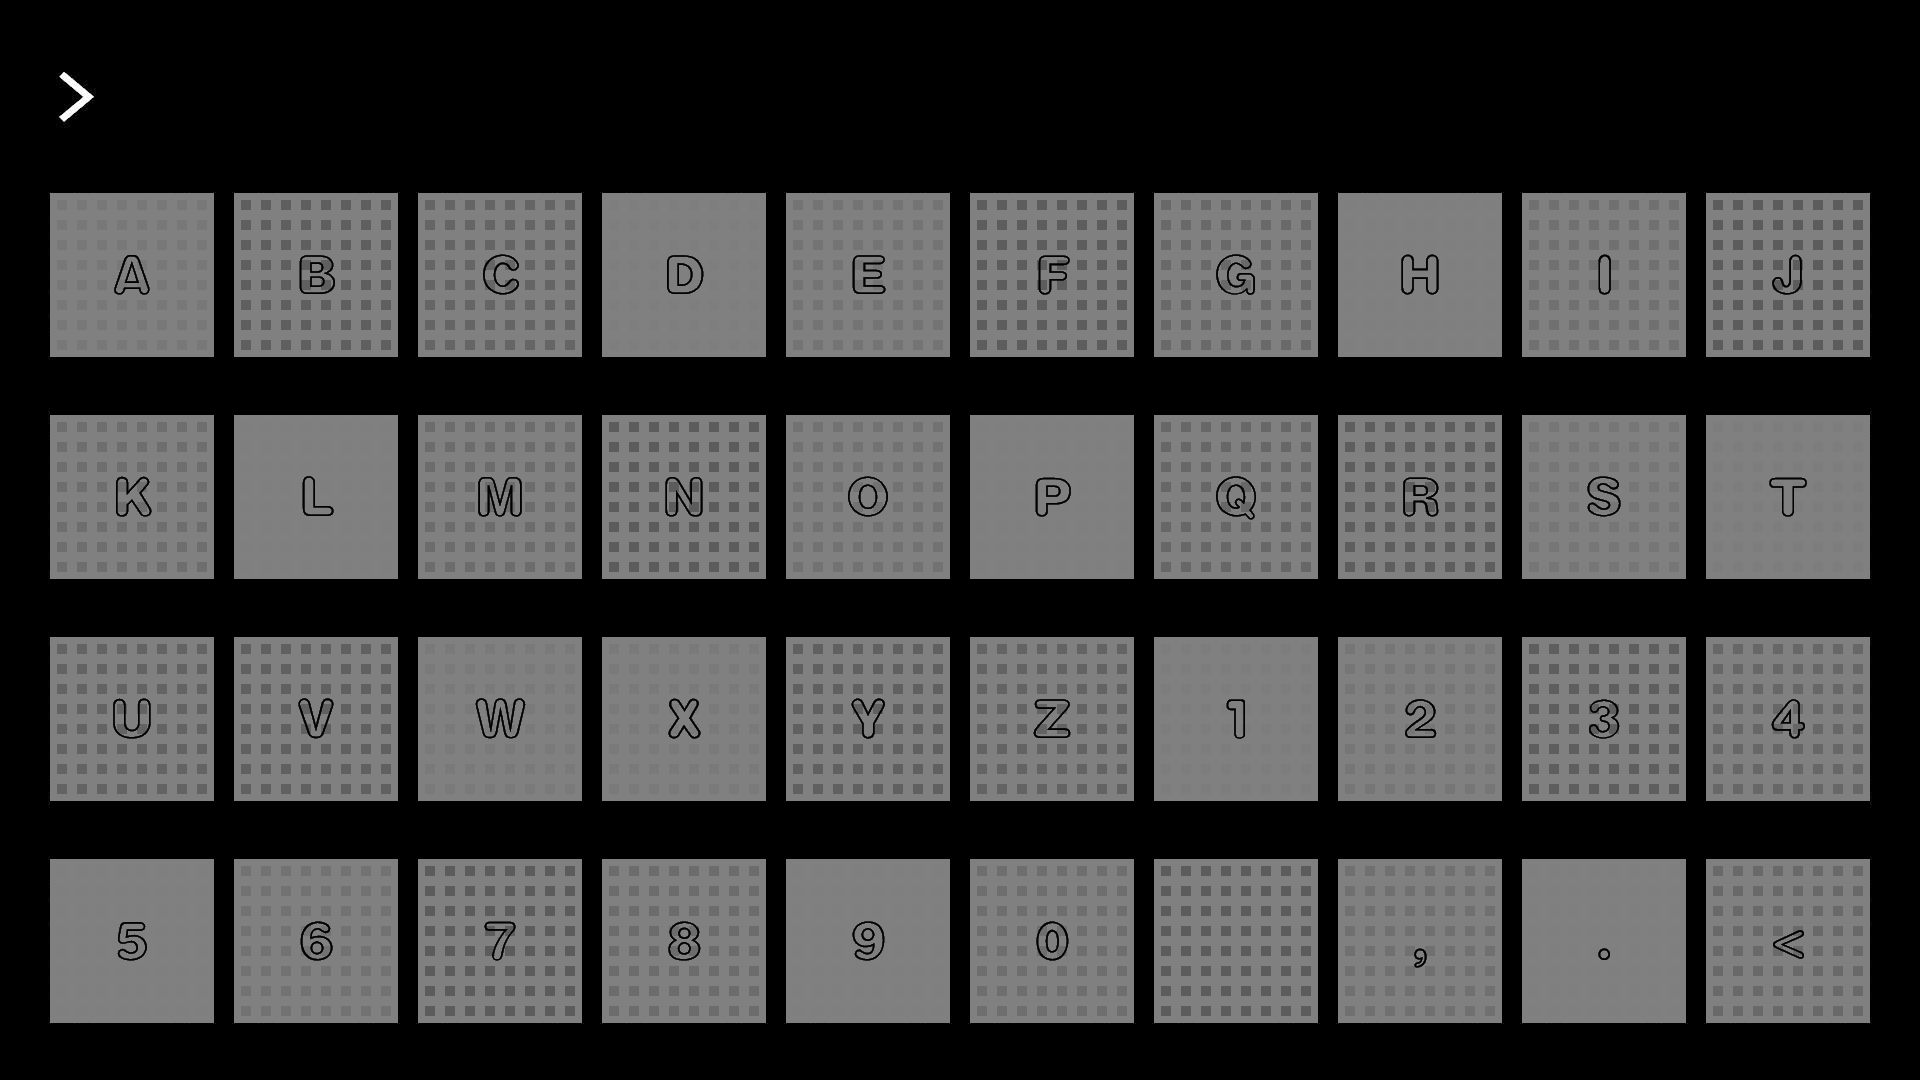 >
A B C D E F G H I J
K L M N O P Q R S T
U V W X Y Z 1 2 3 4
5 6 7 8 9 0 , . <